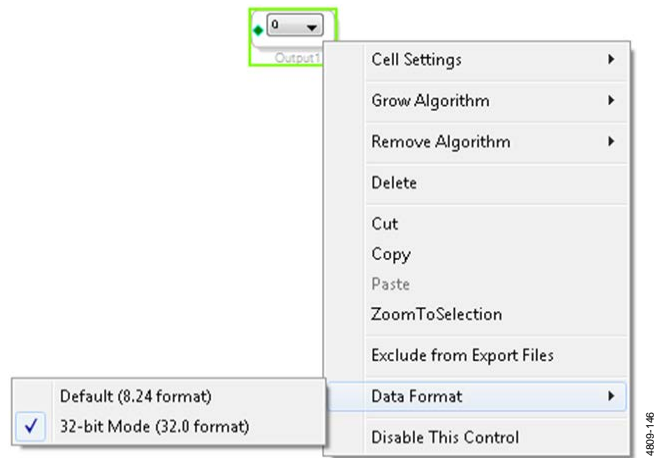 0
Output1
Cell Settings
Grow Algorithm
Remove Algorithm
Delete
Cut
Copy
Paste
ZoomToSelection
Exclude from Export Files
Data Format
Default (8.24 format)
32-bit Mode (32.0 format)
Disable This Control
4809-146